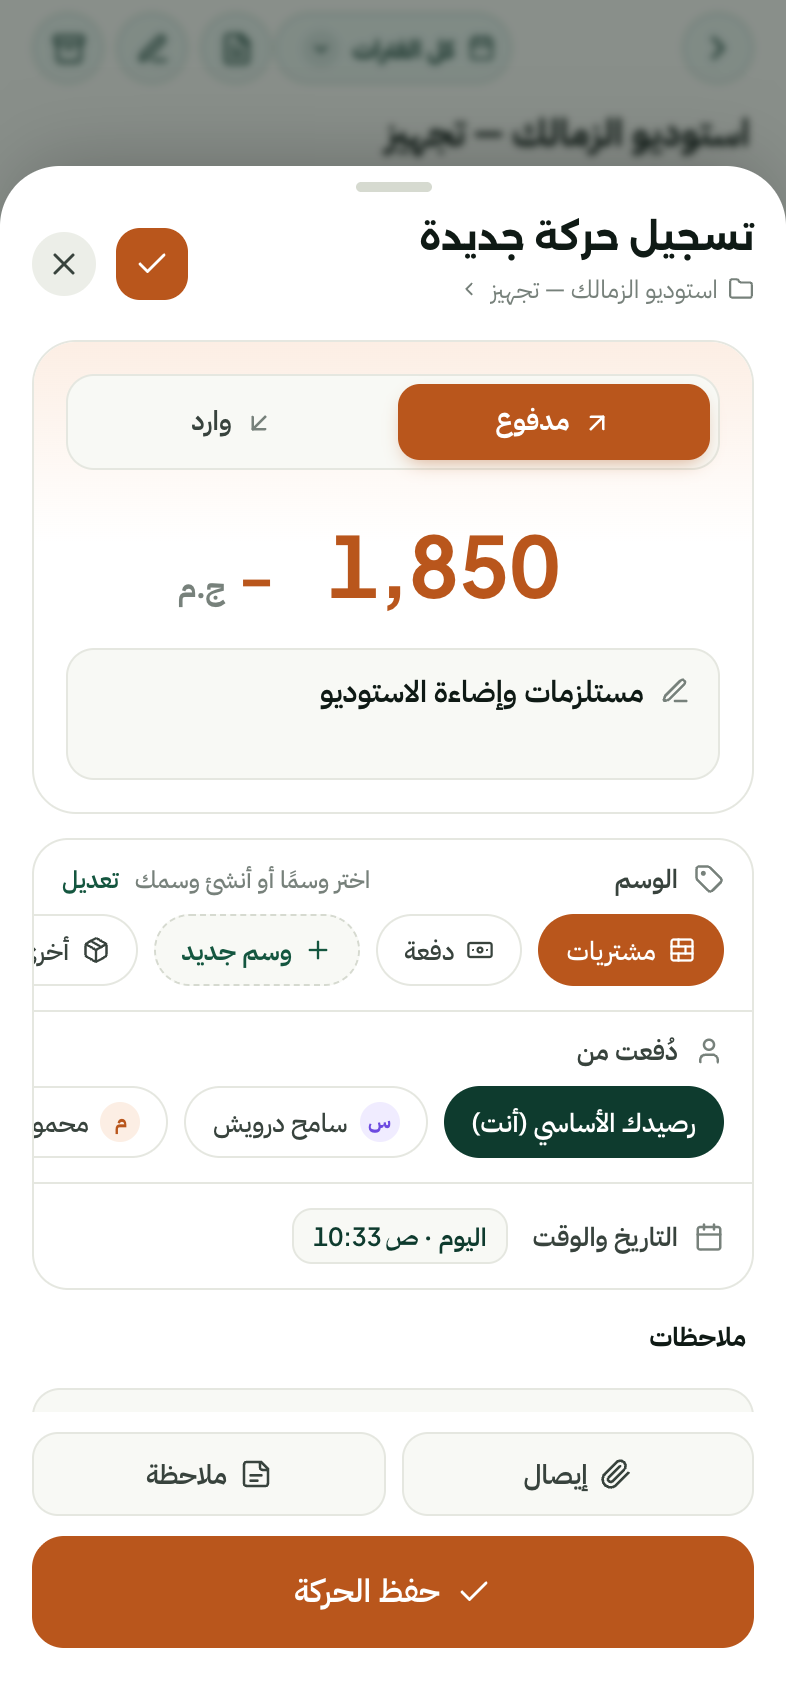 كل الفترات
استوديو الزمالك — تجهيز
تسجيل حركة جديدة
استوديو الزمالك — تجهيز
مدفوع
وارد
1,850 − ج.م
مستلزمات وإضاءة الاستوديو
الوسم
اختر وسمًا أو أنشئ وسمك تعديل
مشتريات
دفعة
وسم جديد
دُفعت من
رصيدك الأساسي (أنت)
س سامح درويش
م
التاريخ والوقت
اليوم · 10:33 ص
ملاحظات
إيصال
ملاحظة
حفظ الحركة